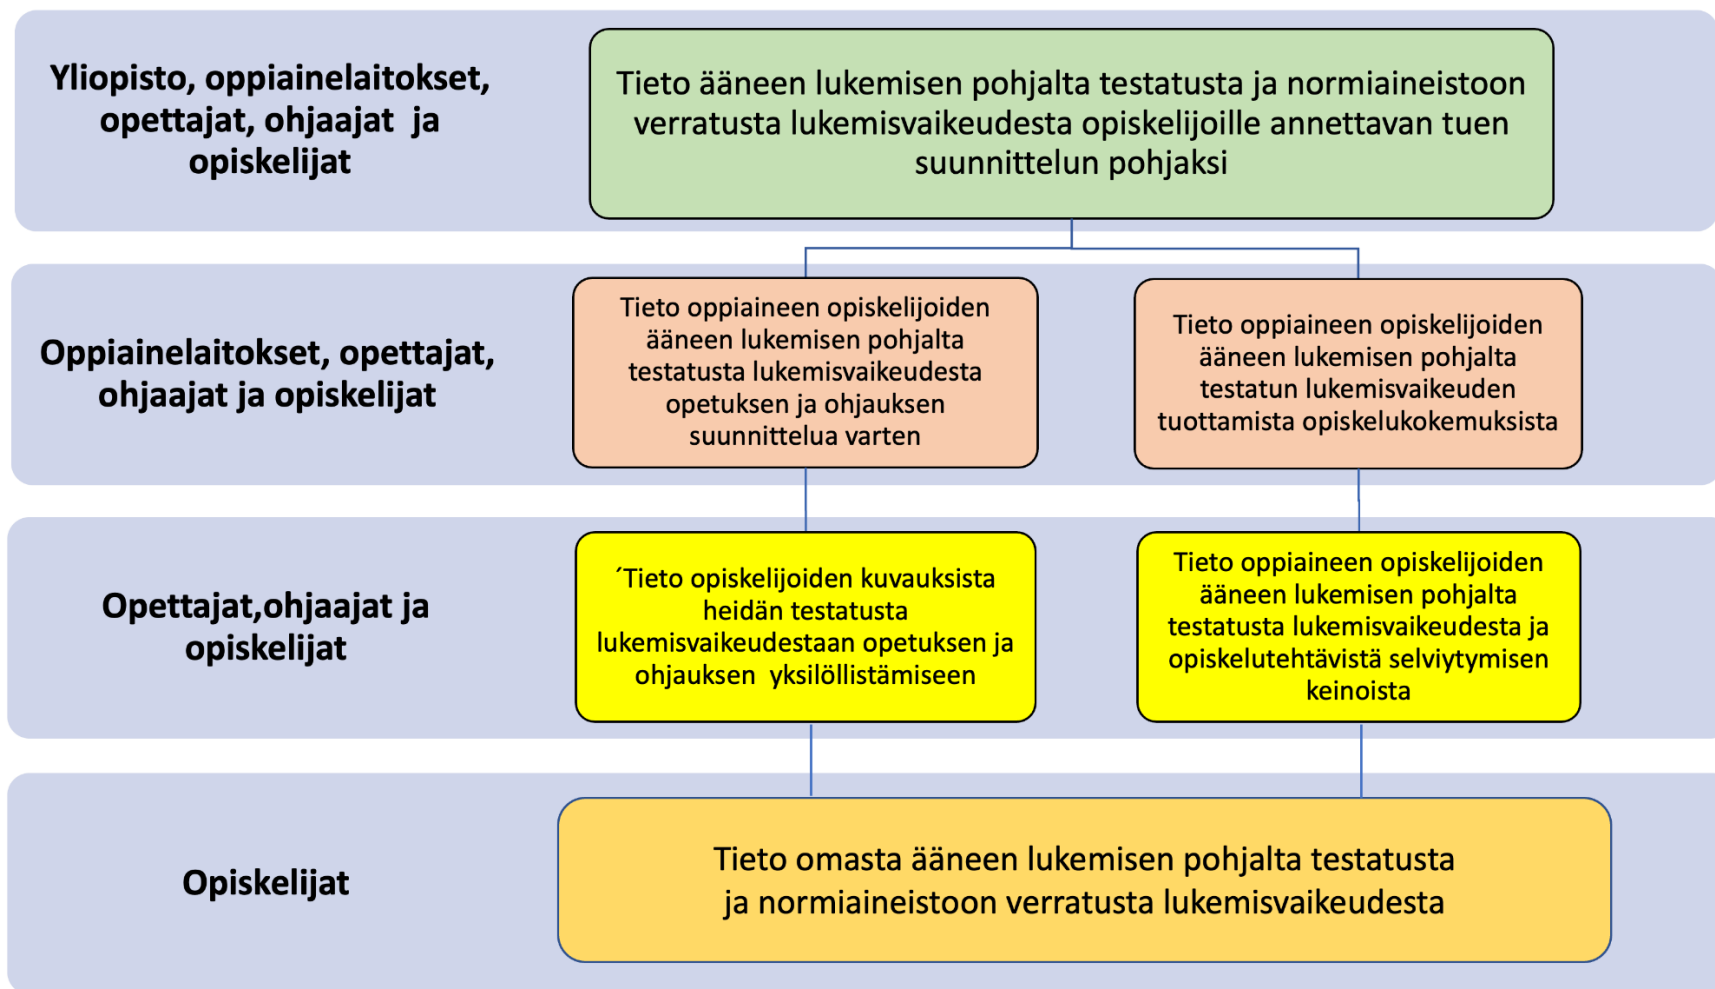 Yliopisto, oppiainelaitokset,
opettajat, ohjaajat ja
opiskelijat
Tieto ääneen lukemisen pohjalta testatusta ja normiaineistoon
verratusta lukemisvaikeudesta opiskelijoille annettavan tuen
suunnittelun pohjaksi
Oppiainelaitokset, opettajat,
ohjaajat ja opiskelijat
Tieto oppiaineen opiskelijoiden
ääneen lukemisen pohjalta
testatusta lukemisvaikeudesta
opetuksen ja ohjauksen
suunnittelua varten
Tieto oppiaineen opiskelijoiden
ääneen lukemisen pohjalta
testatun lukemisvaikeuden
tuottamista opiskelukokemuksista
Opettajat,ohjaajat ja
opiskelijat
´Tieto opiskelijoiden kuvauksista
heidän testatusta
lukemisvaikeudestaan opetuksen ja
ohjauksen yksilöllistämiseen
Tieto oppiaineen opiskelijoiden
ääneen lukemisen pohjalta
testatusta lukemisvaikeudesta ja
opiskelutehtävistä selviytymisen
keinoista
Opiskelijat
Tieto omasta ääneen lukemisen pohjalta testatusta
ja normiaineistoon verratusta lukemisvaikeudesta